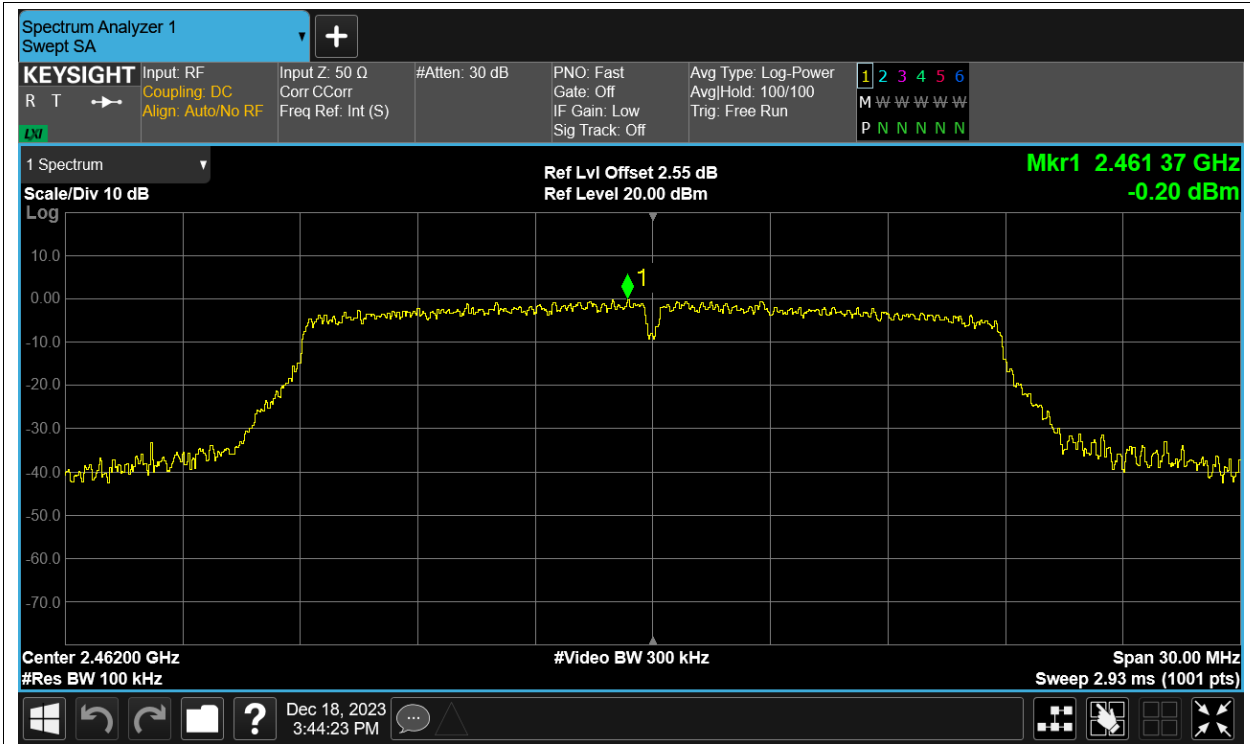 Spectrum Analyzer 1
Swept SA
KEYSIGHT
R T
LXI
Input: RF
Coupling: DC
Align: Auto/No RF
Input Z: 50 Ω
Corr CCorr
Freq Ref: Int (S)
#Atten: 30 dB
PNO: Fast
Gate: Off
IF Gain: Low
Sig Track: Off
Avg Type: Log-Power
Avg|Hold: 100/100
Trig: Free Run
1 2 3 4 5 6
M W W W W W
P N N N N N
1 Spectrum
Scale/Div 10 dB
Ref Lvl Offset 2.55 dB
Ref Level 20.00 dBm
Mkr1 2.461 37 GHz
-0.20 dBm
Log
10.0
0.00
-10.0
-20.0
-30.0
-40.0
-50.0
-60.0
-70.0
1
Center 2.46200 GHz
#Video BW 300 kHz
Span 30.00 MHz
#Res BW 100 kHz
Sweep 2.93 ms (1001 pts)
?
Dec 18, 2023
3:44:23 PM